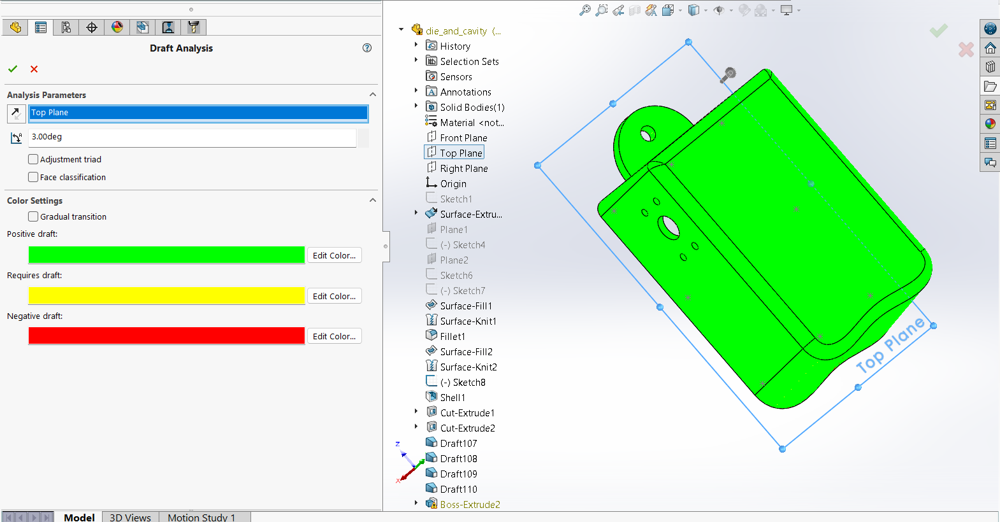 Draft Analysis
Analysis Parameters
Top Plane
3.00deg
Adjustment triad
Face classification
Color Settings
Gradual transition
Positive draft:
Edit Color...
Requires draft:
Edit Color...
Negative draft:
Edit Color...
Model
3D Views
Motion Study 1
die_and_cavity (...
History
Selection Sets
Sensors
Annotations
Solid Bodies(1)
Material <not...
Front Plane
Top Plane
Right Plane
Origin
Sketch1
Surface-Extru...
Plane1
(-) Sketch4
Plane2
Sketch6
(-) Sketch7
Surface-Fill1
Surface-Knit1
Fillet1
Surface-Fill2
Surface-Knit2
(-) Sketch8
Shell1
Cut-Extrude1
Cut-Extrude2
Draft107
Draft108
Draft109
Draft110
Boss-Extrude2
Z
X
Top Plane